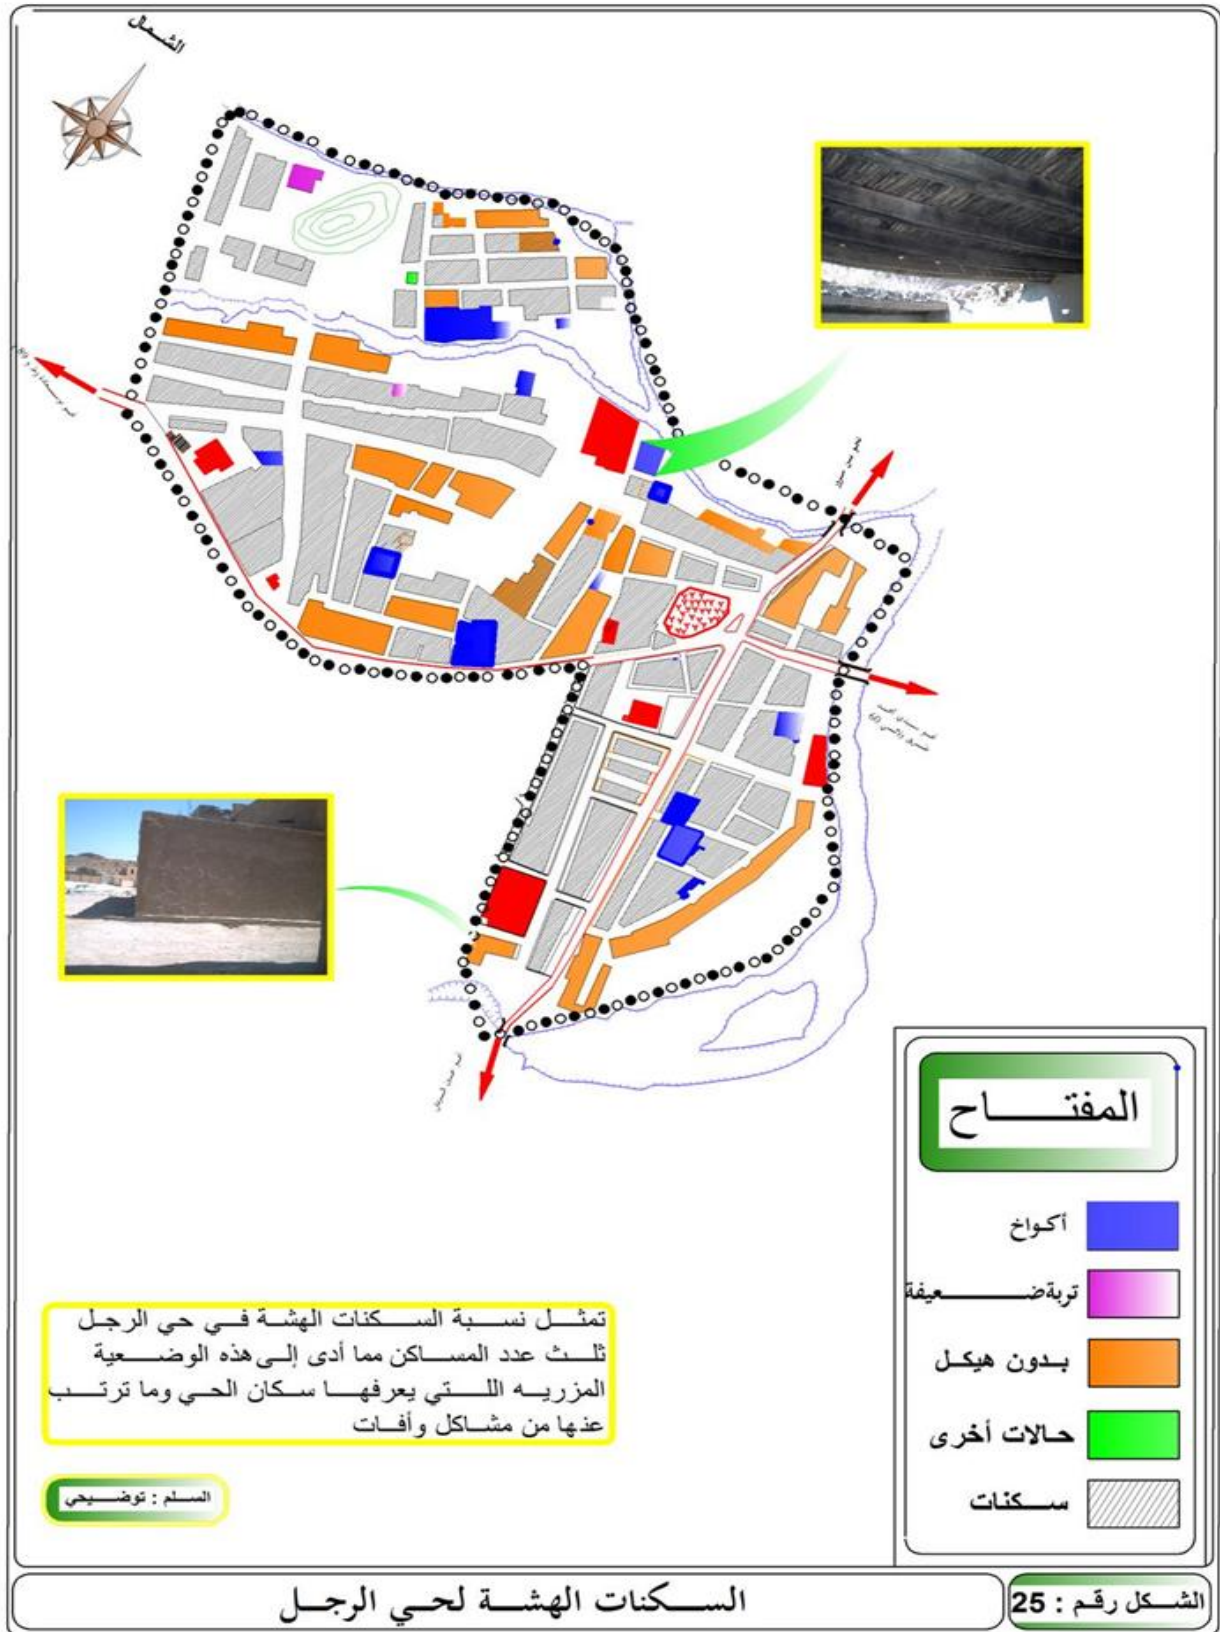 الشمال
المفتاح
أكواخ
تربة ضعيفة
بدون هيكل
حالات أخرى
سكنات
تمثل نسبة السكنات الهشة في حي الرجل
ثلث عدد المساكن مما أدى إلى هذه الوضعية
المزريه اللتي يعرفها سكان الحي وما ترتب
عنها من مشاكل وأفات
السلم : توضيحي
السكنات الهشة لحي الرجل
الشكل رقم : 25